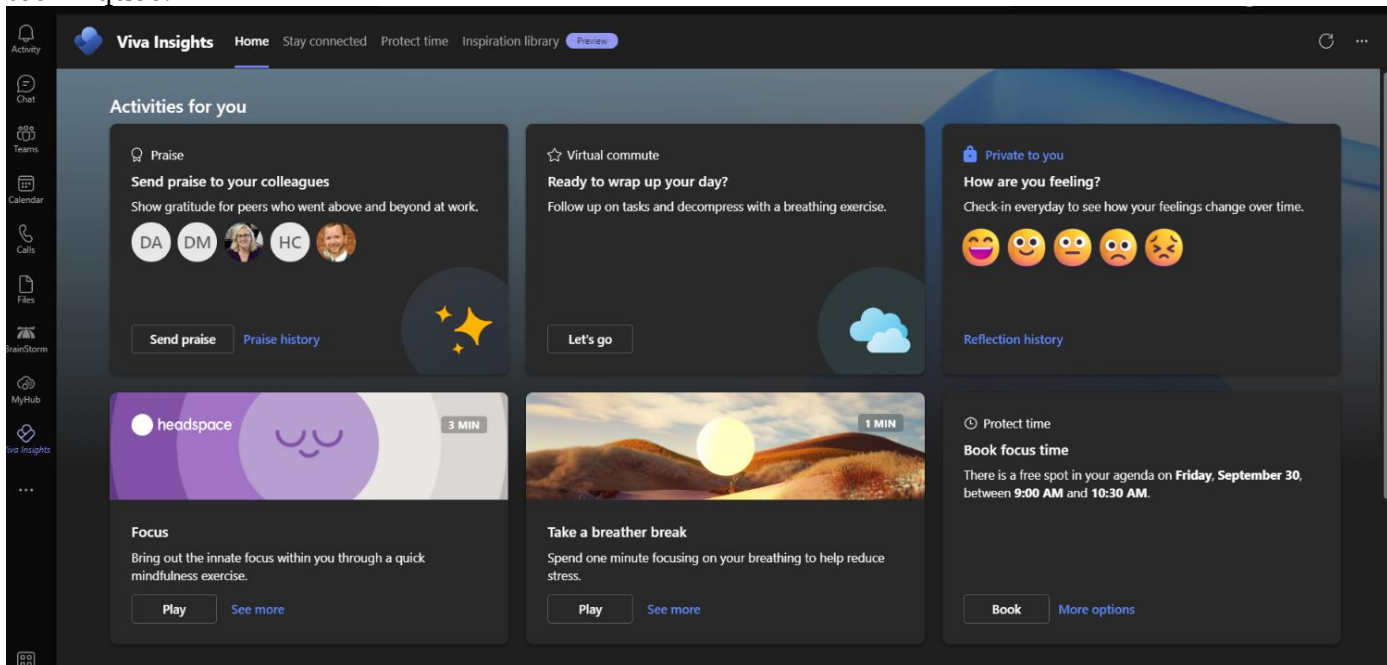 Activity
Chat
Teams
Calendar
Calls
Files
BrainStorm
MyHub
Viva Insights
Viva Insights Home Stay connected Protect time Inspiration library Preview
Activities for you
Praise
Send praise to your colleagues
Show gratitude for peers who went above and beyond at work.
DA DM HC
Send praise Praise history
Virtual commute
Ready to wrap up your day?
Follow up on tasks and decompress with a breathing exercise.
Let's go
Private to you
How are you feeling?
Check-in everyday to see how your feelings change over time.
Reflection history
headspace 3 MIN
Focus
Bring out the innate focus within you through a quick
mindfulness exercise.
Play See more
1 MIN
Take a breather break
Spend one minute focusing on your breathing to help reduce
stress.
Play See more
Protect time
Book focus time
There is a free spot in your agenda on Friday, September 30,
between 9:00 AM and 10:30 AM.
Book More options